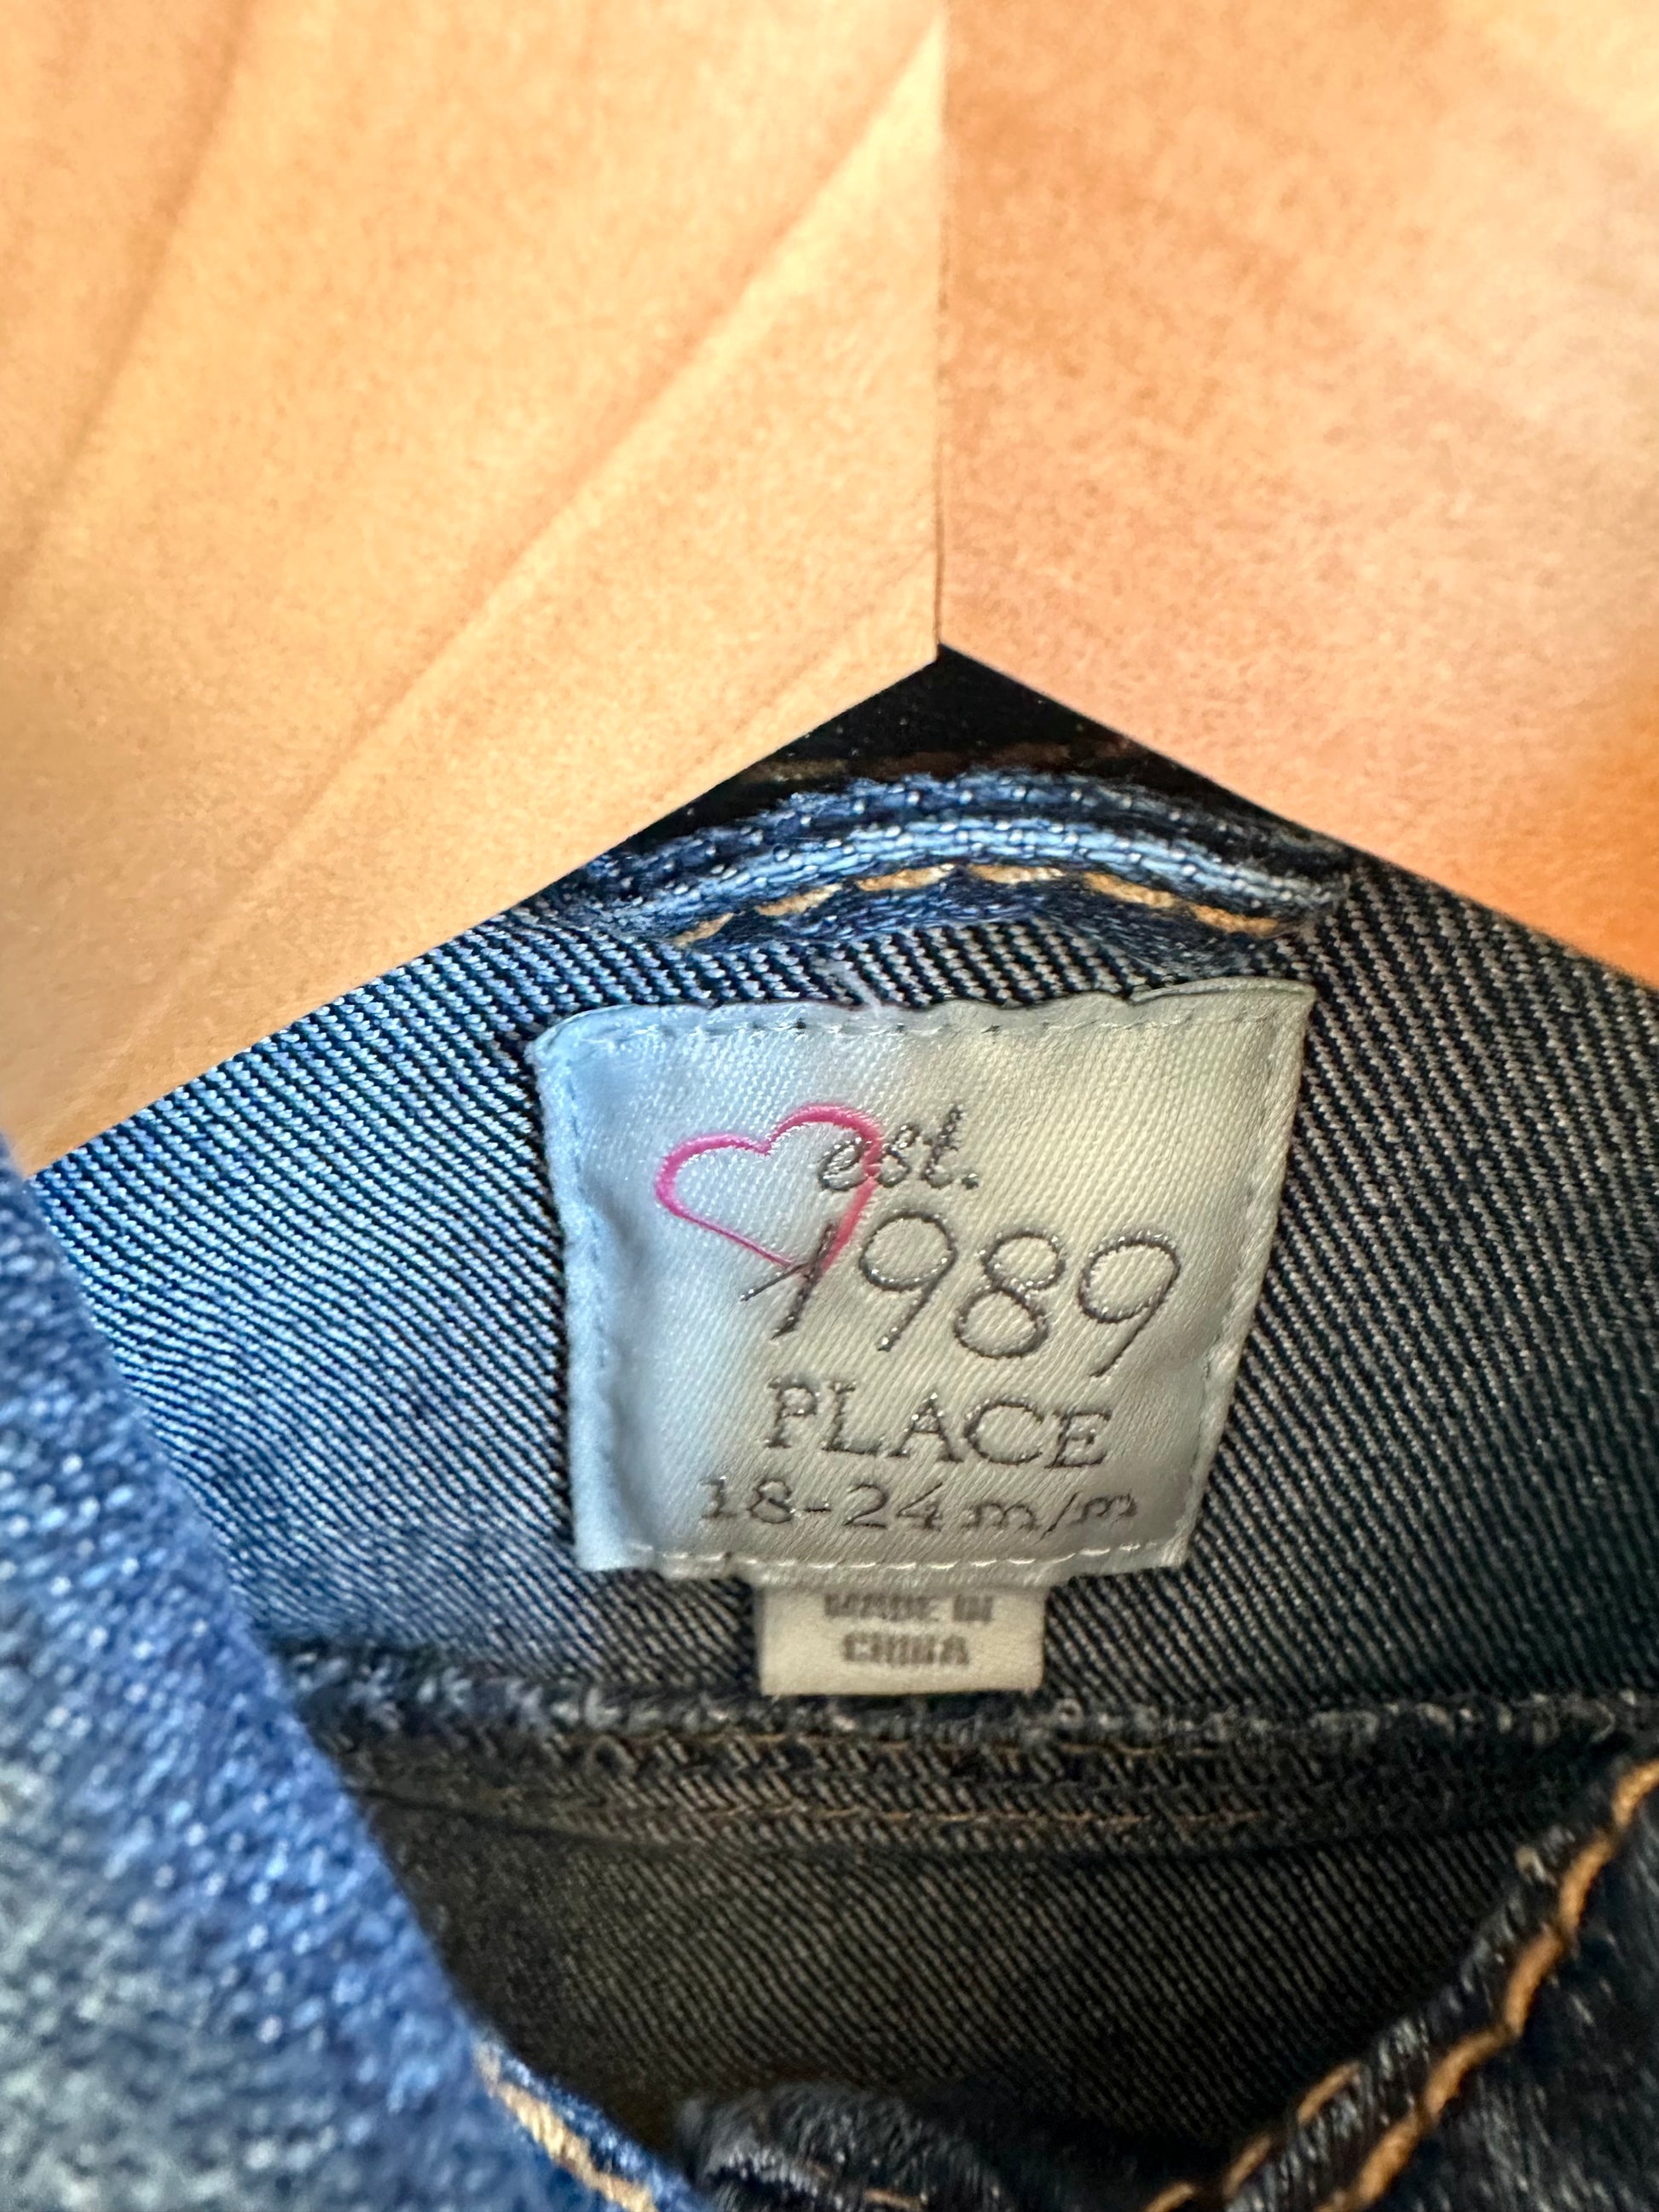 est.
1989
PLACE
18-24 m/m
MADE IN
CHINA